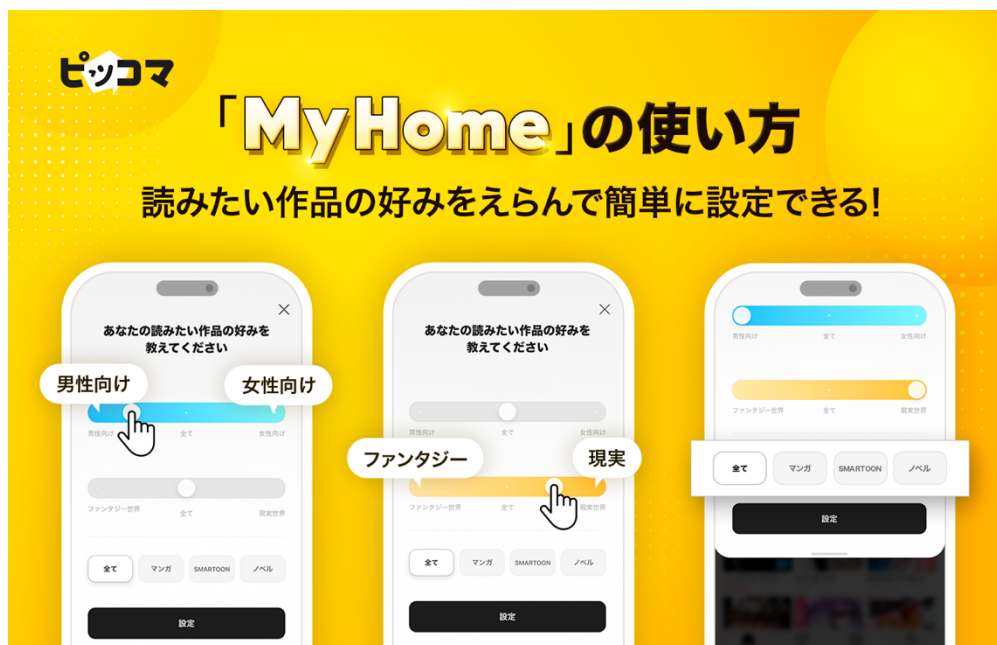 ピッコマ
「MyHome」の使い方
読みたい作品の好みをえらんで簡単に設定できる!
あなたの読みたい作品の好みを
教えてください
男性向け
女性向け
男性向け 全て 女性向け
ファンタジー世界 全て 現実世界
全て マンガ SMARTOON ノベル
設定
あなたの読みたい作品の好みを
教えてください
男性向け 全て 女性向け
ファンタジー
現実
ファンタジー世界 全て 現実世界
全て マンガ SMARTOON ノベル
設定
男性向け 全て 女性向け
ファンタジー世界 全て 現実世界
全て マンガ SMARTOON ノベル
設定